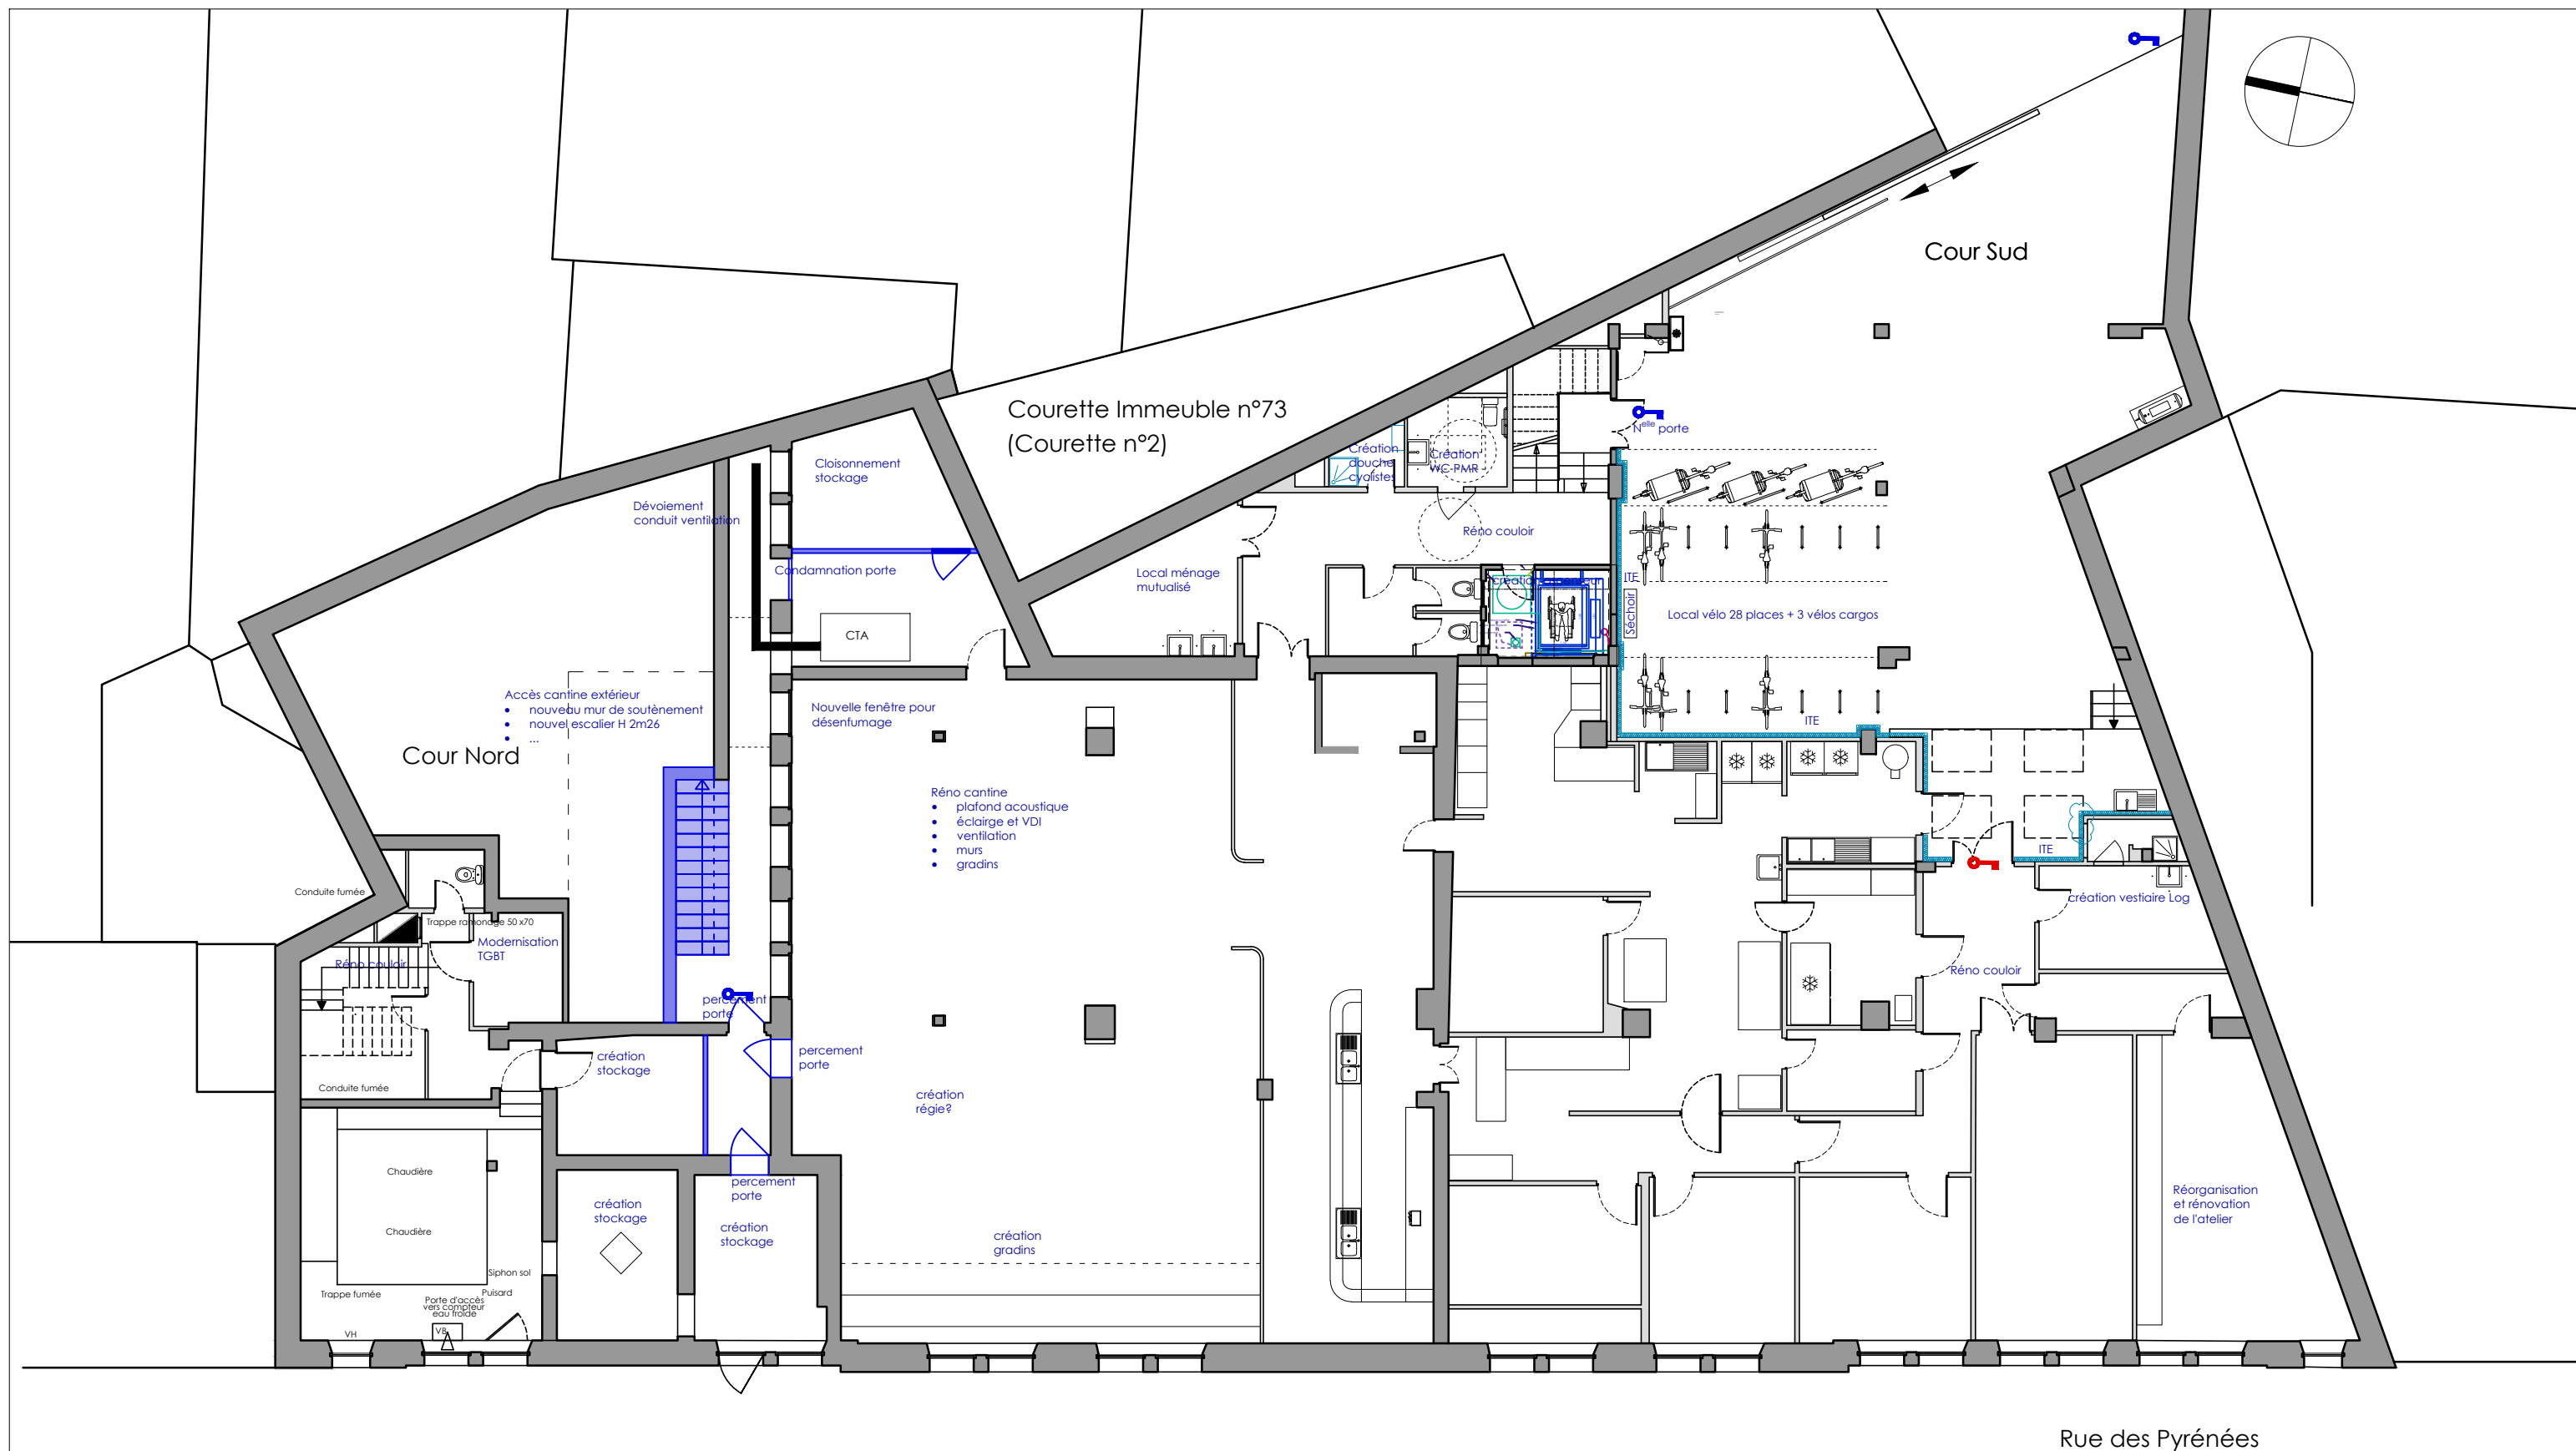 Cour Sud
Courette Immeuble n°73
(Courette n°2)
Nelle porte
Cloisonnement
stockage
Création
douche
cyclistes
Création
WC PMR
Dévoiement
conduit ventilation
Réno couloir
Condamnation porte
Local ménage
mutualisé
ITE
Séchoir
Local vélo 28 places + 3 vélos cargos
CTA
Accès cantine extérieur
• nouveau mur de soutènement
• nouvel escalier H 2m26
• ...
Nouvelle fenêtre pour
désenfumage
ITE
Cour Nord
Réno cantine
• plafond acoustique
• éclairge et VDI
• ventilation
• murs
• gradins
ITE
Conduite fumée
création vestiaire Log
Trappe ramonage 50 x70
Modernisation
TGBT
Réno couloir
Réno couloir
percement
porte
percement
porte
création
stockage
Conduite fumée
création
régie?
Chaudière
percement
porte
Réorganisation
et rénovation
de l'atelier
création
stockage
création
stockage
Chaudière
création
gradins
Siphon sol
Trappe fumée
Puisard
Porte d'accès
vers compteur
eau froide
VH
VB
Rue des Pyrénées